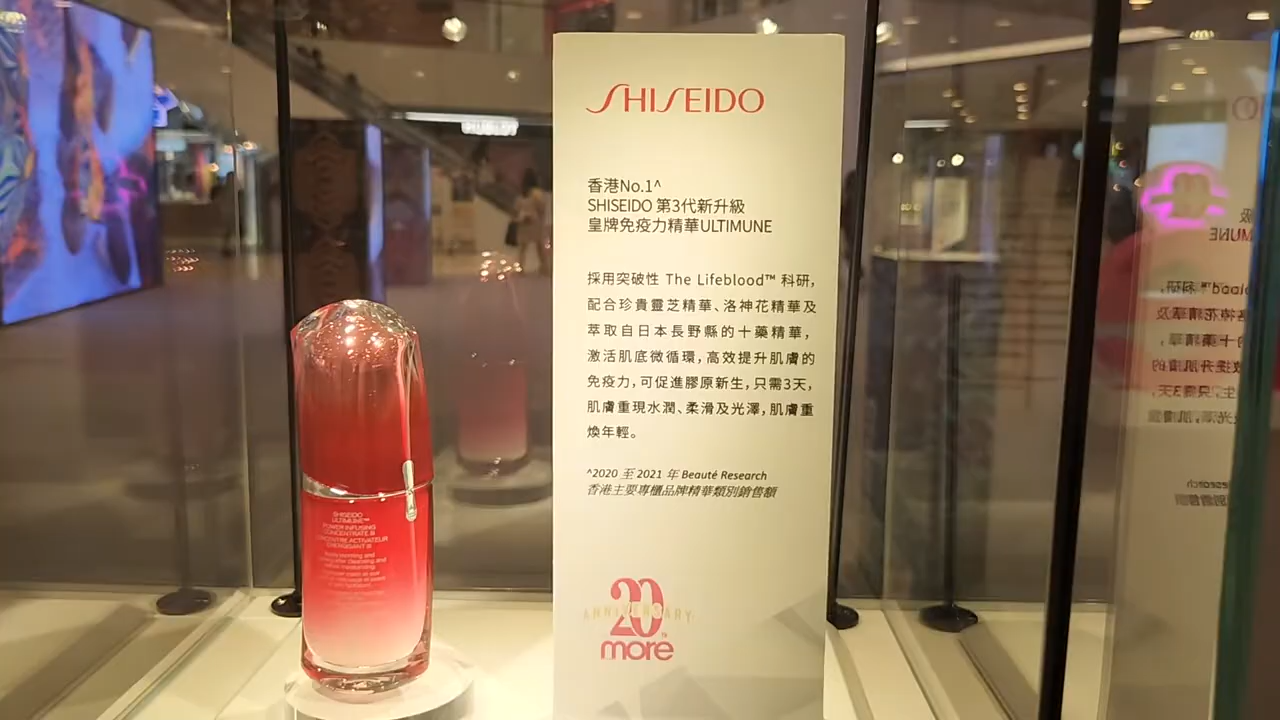 SHISEIDO
香港No.1^
SHISEIDO 第3代新升級
皇牌免疫力精華ULTIMUNE
採用突破性 The Lifeblood™ 科研，
配合珍貴靈芝精華、洛神花精華及
萃取自日本長野縣的十藥精華，
激活肌底微循環，高效提升肌膚的
免疫力，可促進膠原新生，只需3天，
肌膚重現水潤、柔滑及光澤，肌膚重
煥年輕。
^2020 至 2021 年 Beauté Research
香港主要專櫃品牌精華類別銷售額
20
ANNIVERSARY
more
SHISEIDO
ULTIMUNE™
POWER INFUSING
CONCENTRATE III
CONCENTRÉ ACTIVATEUR
ÉNERGISANT III